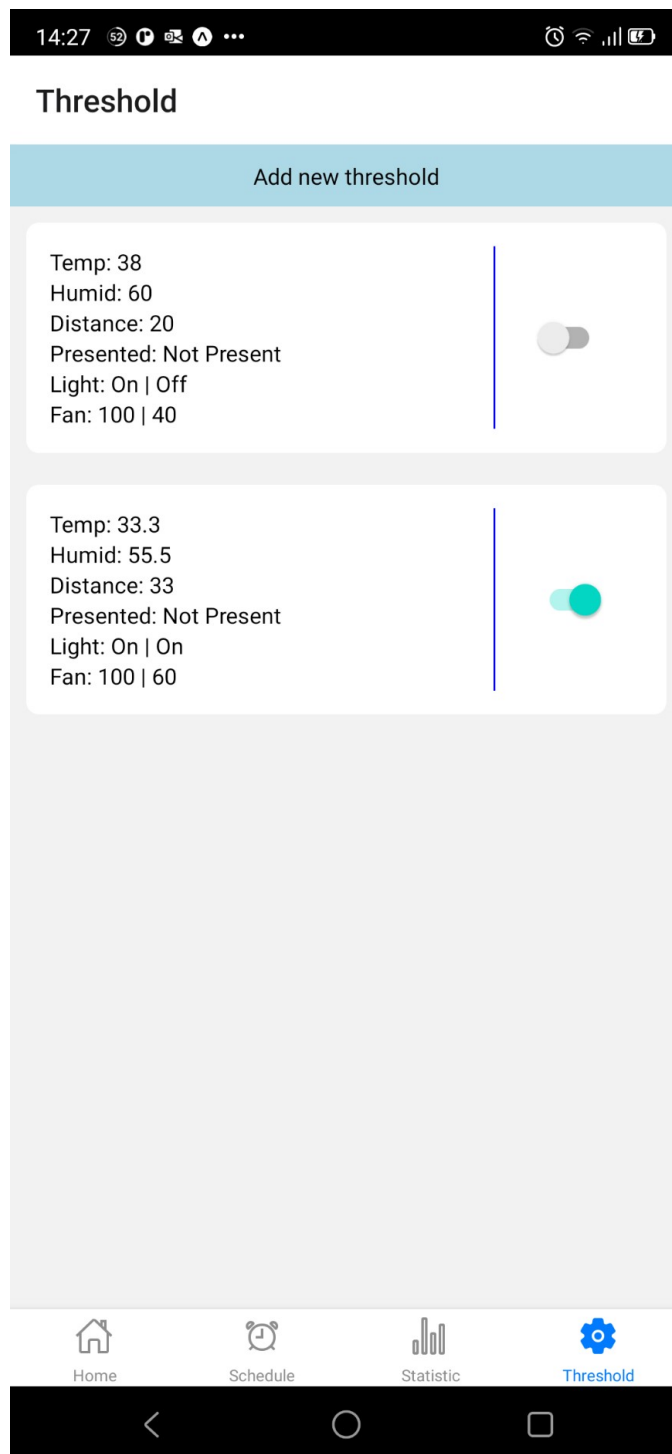 14:27 52
Threshold
Add new threshold
Temp: 38
Humid: 60
Distance: 20
Presented: Not Present
Light: On | Off
Fan: 100 | 40
Temp: 33.3
Humid: 55.5
Distance: 33
Presented: Not Present
Light: On | On
Fan: 100 | 60
Home Schedule Statistic Threshold